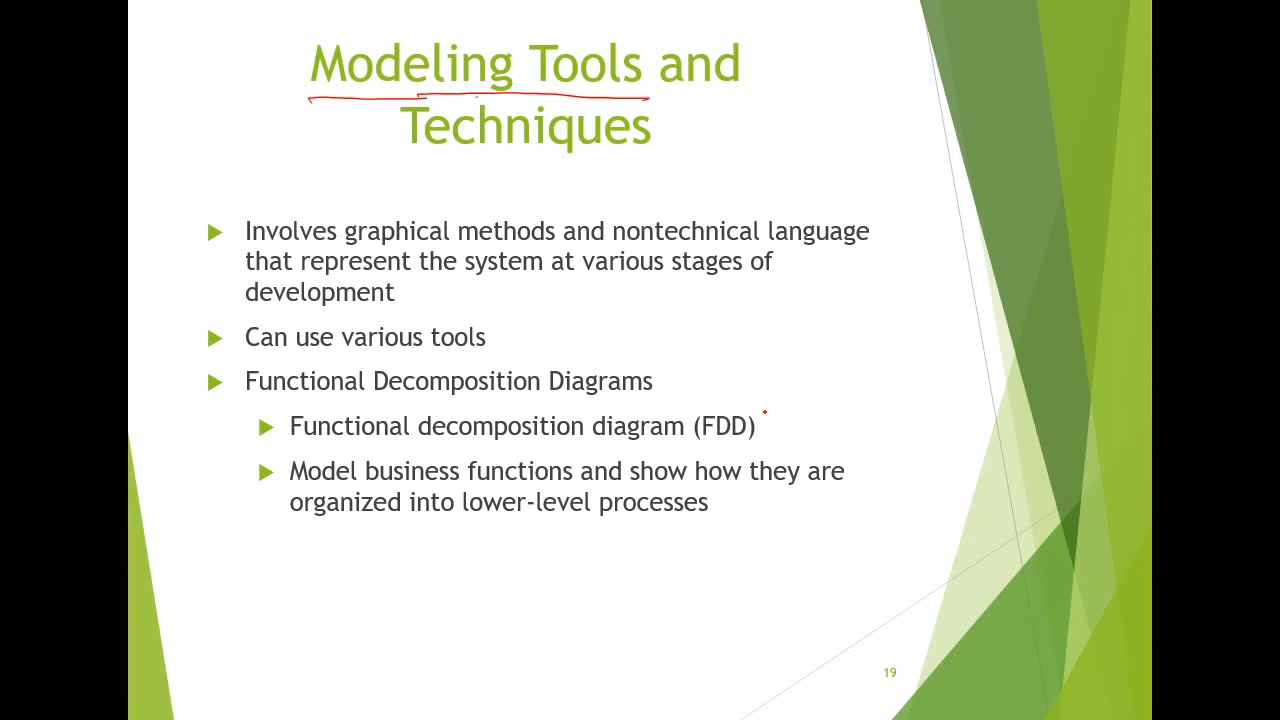 Modeling Tools and
Techniques
Involves graphical methods and nontechnical language
that represent the system at various stages of
development
Can use various tools
Functional Decomposition Diagrams
Functional decomposition diagram (FDD)
Model business functions and show how they are
organized into lower-level processes
19